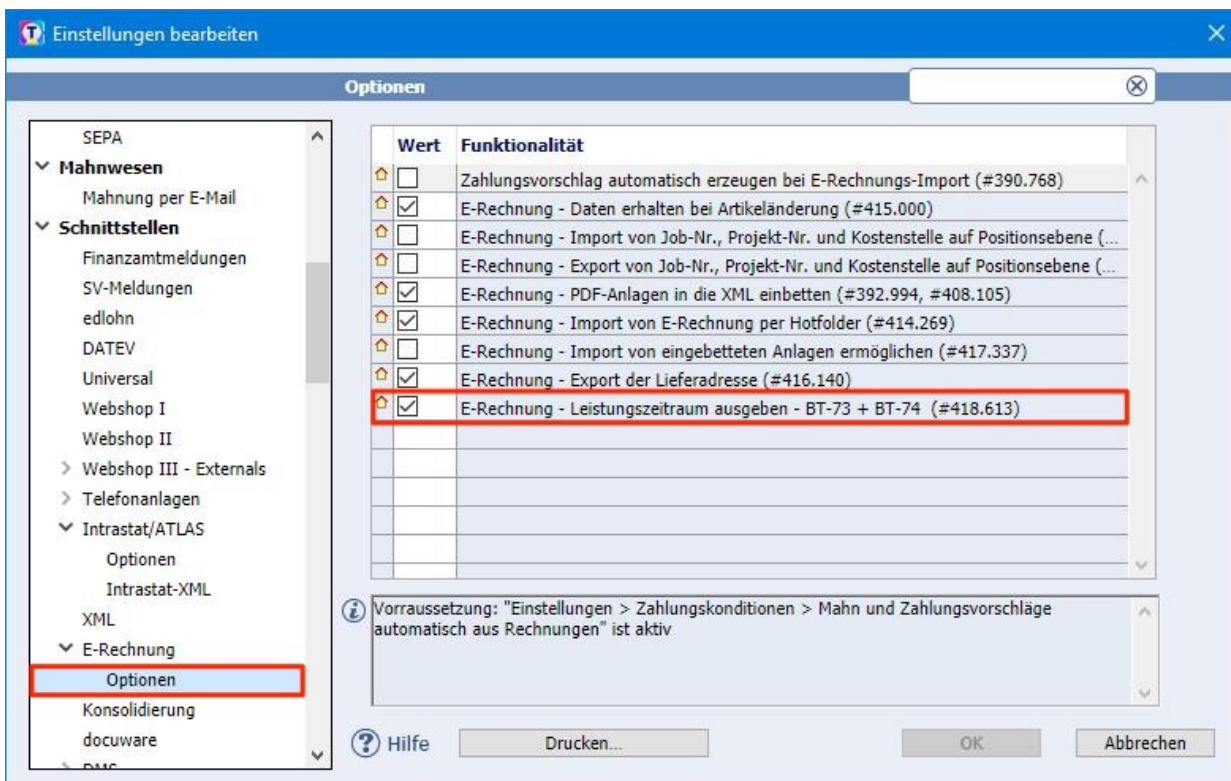 Einstellungen bearbeiten
Optionen
SEPA
Mahnwesen
Mahnung per E-Mail
Schnittstellen
Finanzamtmeldungen
SV-Meldungen
edlohn
DATEV
Universal
Webshop I
Webshop II
Webshop III - Externals
Telefonanlagen
Intrastat/ATLAS
Optionen
Intrastat-XML
XML
E-Rechnung
Optionen
Konsolidierung
docuware
DMS
Wert Funktionalität
Zahlungsvorschlag automatisch erzeugen bei E-Rechnungs-Import (#390.768)
E-Rechnung - Daten erhalten bei Artikeländerung (#415.000)
E-Rechnung - Import von Job-Nr., Projekt-Nr. und Kostenstelle auf Positionsebene (...
E-Rechnung - Export von Job-Nr., Projekt-Nr. und Kostenstelle auf Positionsebene (...
E-Rechnung - PDF-Anlagen in die XML einbetten (#392.994, #408.105)
E-Rechnung - Import von E-Rechnung per Hotfolder (#414.269)
E-Rechnung - Import von eingebetteten Anlagen ermöglichen (#417.337)
E-Rechnung - Export der Lieferadresse (#416.140)
E-Rechnung - Leistungszeitraum ausgeben - BT-73 + BT-74 (#418.613)
Vorraussetzung: "Einstellungen > Zahlungskonditionen > Mahn und Zahlungsvorschläge
automatisch aus Rechnungen" ist aktiv
Hilfe
Drucken...
OK
Abbrechen